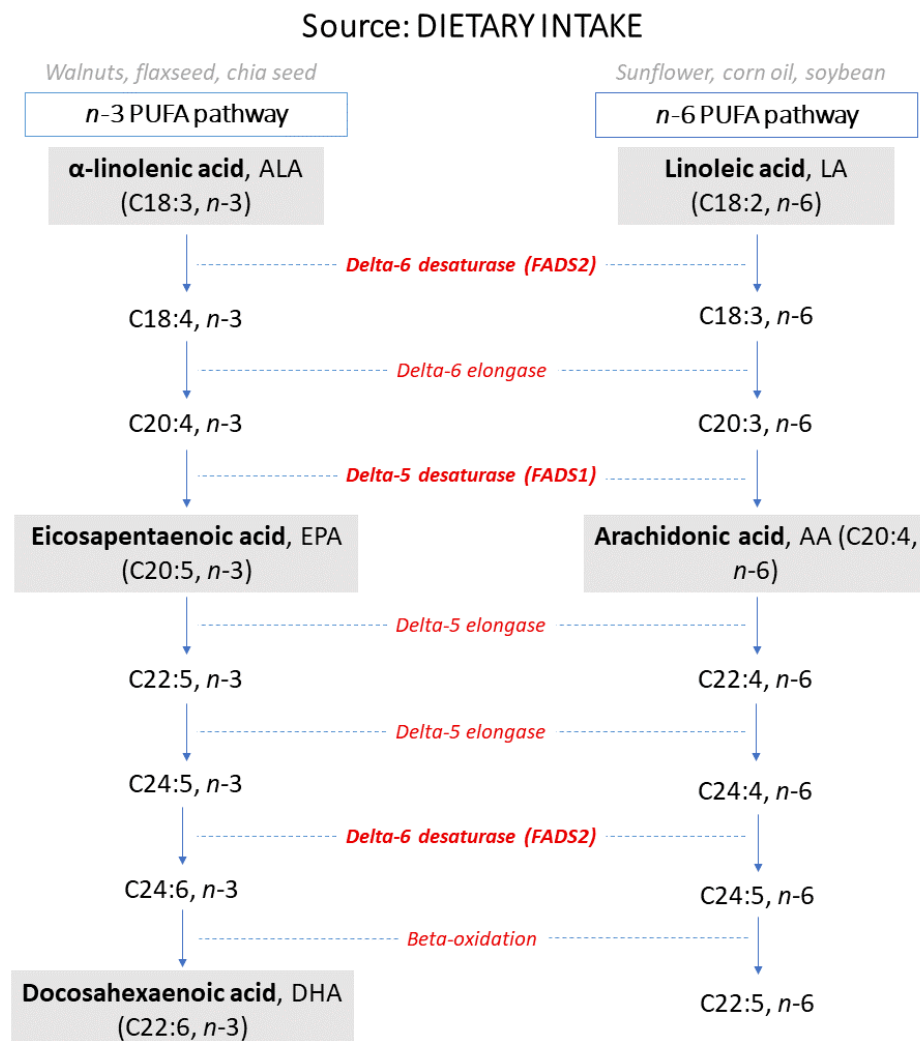 Source: DIETARY INTAKE
Walnuts, flaxseed, chia seed
Sunflower, corn oil, soybean
n-3 PUFA pathway
n-6 PUFA pathway
α-linolenic acid, ALA
(C18:3, n-3)
Linoleic acid, LA
(C18:2, n-6)
Delta-6 desaturase (FADS2)
C18:4, n-3
C18:3, n-6
Delta-6 elongase
C20:4, n-3
C20:3, n-6
Delta-5 desaturase (FADS1)
Eicosapentaenoic acid, EPA
(C20:5, n-3)
Arachidonic acid, AA (C20:4,
n-6)
Delta-5 elongase
C22:5, n-3
C22:4, n-6
Delta-5 elongase
C24:5, n-3
C24:4, n-6
Delta-6 desaturase (FADS2)
C24:6, n-3
C24:5, n-6
Beta-oxidation
Docosahexaenoic acid, DHA
(C22:6, n-3)
C22:5, n-6